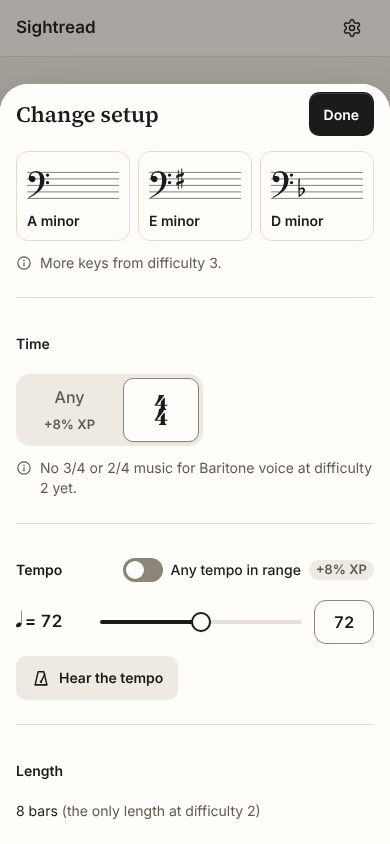 Sightread
Change setup
Done
A minor
E minor
D minor
More keys from difficulty 3.
Time
Any
+8% XP
4
4
No 3/4 or 2/4 music for Baritone voice at difficulty
2 yet.
Tempo
Any tempo in range
+8% XP
♩= 72
72
Hear the tempo
Length
8 bars (the only length at difficulty 2)